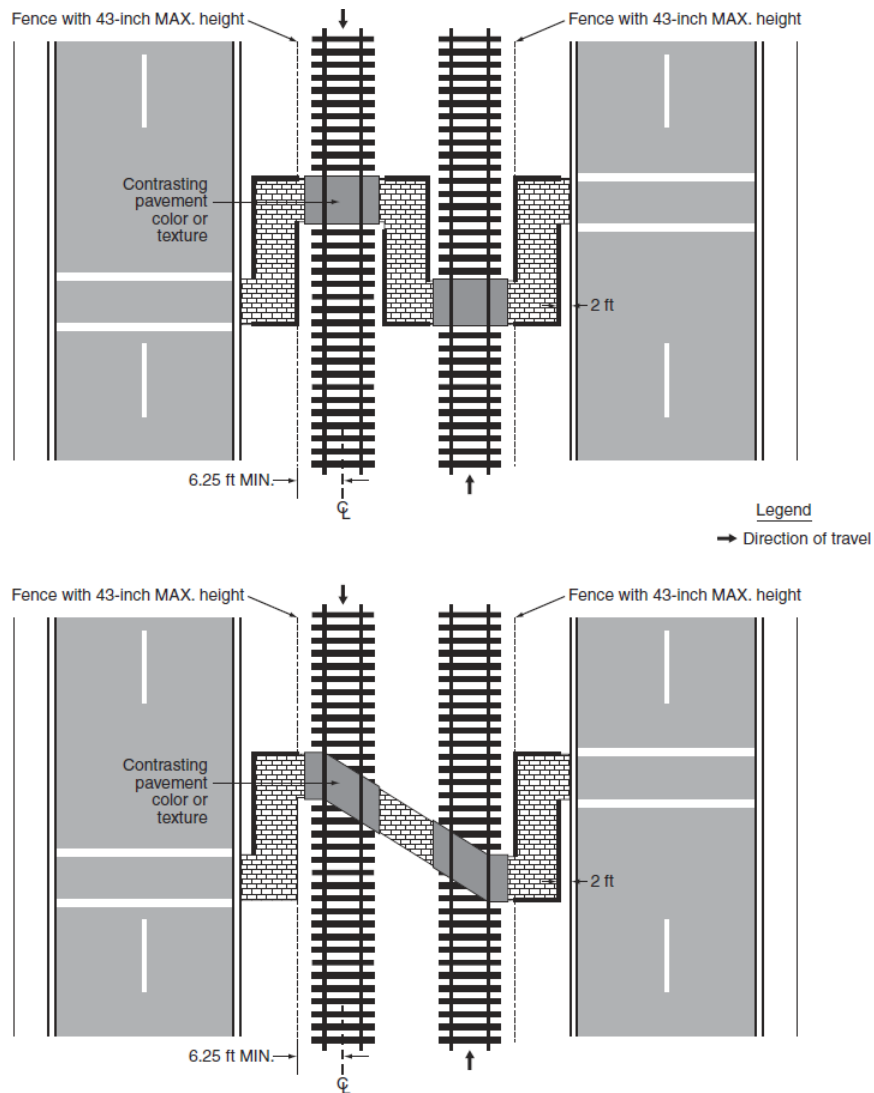 Fence with 43-inch MAX. height
Fence with 43-inch MAX. height
Contrasting
pavement
color or
texture
2 ft
6.25 ft MIN.
℄
Legend
Direction of travel
Fence with 43-inch MAX. height
Fence with 43-inch MAX. height
Contrasting
pavement
color or
texture
2 ft
6.25 ft MIN.
℄